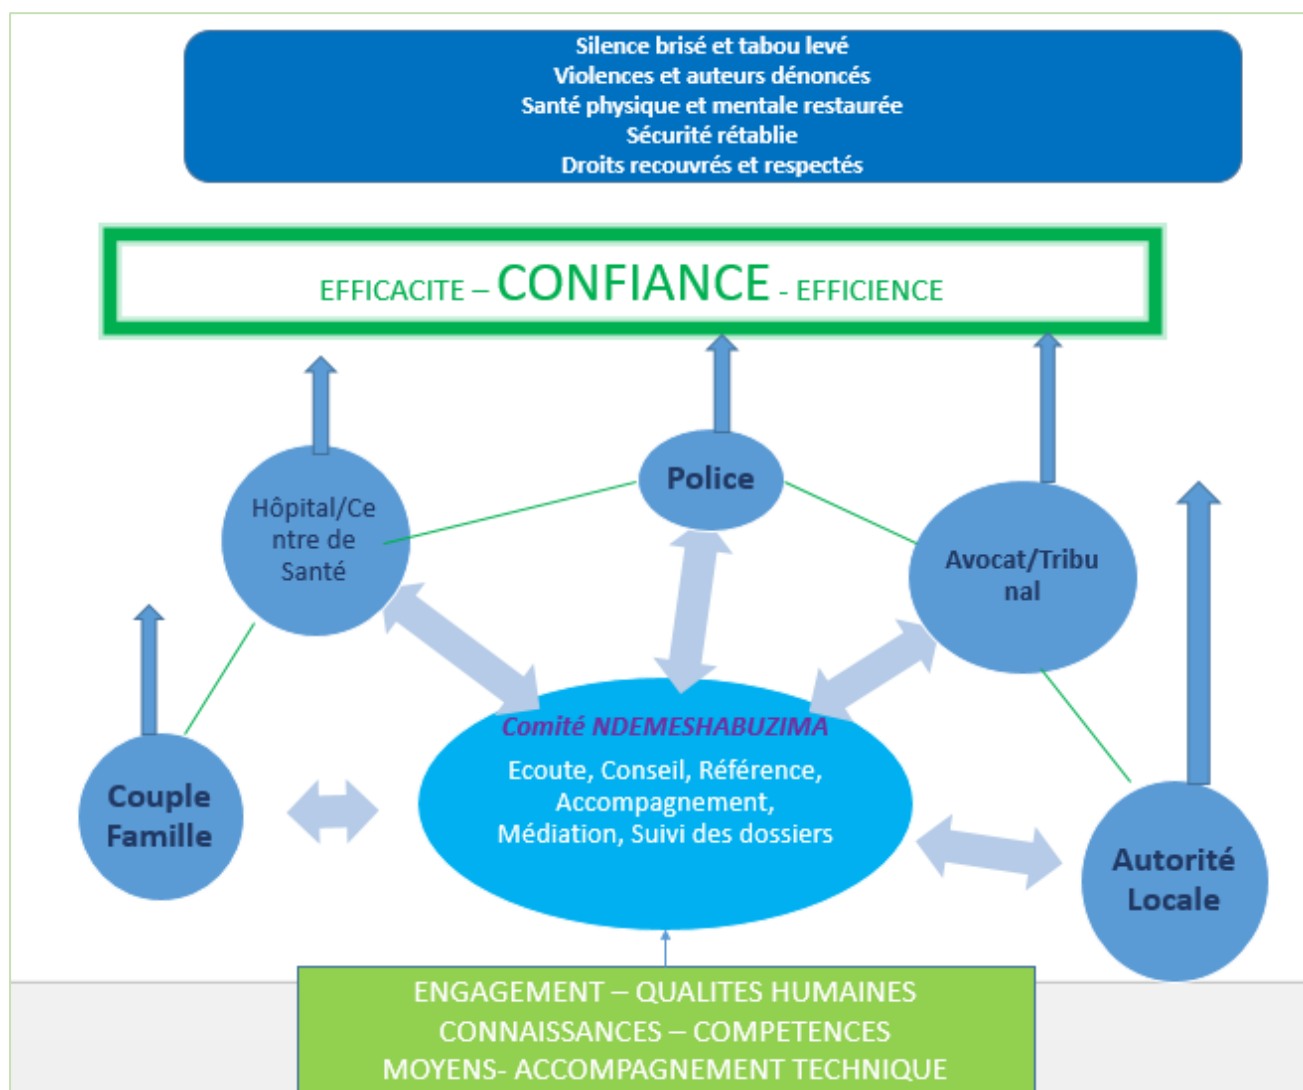 Silence brisé et tabou levé
Violences et auteurs dénoncés
Santé physique et mentale restaurée
Sécurité rétablie
Droits recouvrés et respectés
EFFICACITE – CONFIANCE - EFFICIENCE
Police
Hôpital/Ce
ntre de
Santé
Avocat/Tribu
nal
Comité NDEMESHABUZIMA
Ecoute, Conseil, Référence,
Accompagnement,
Médiation, Suivi des dossiers
Couple
Famille
Autorité
Locale
ENGAGEMENT – QUALITES HUMAINES
CONNAISSANCES – COMPETENCES
MOYENS- ACCOMPAGNEMENT TECHNIQUE